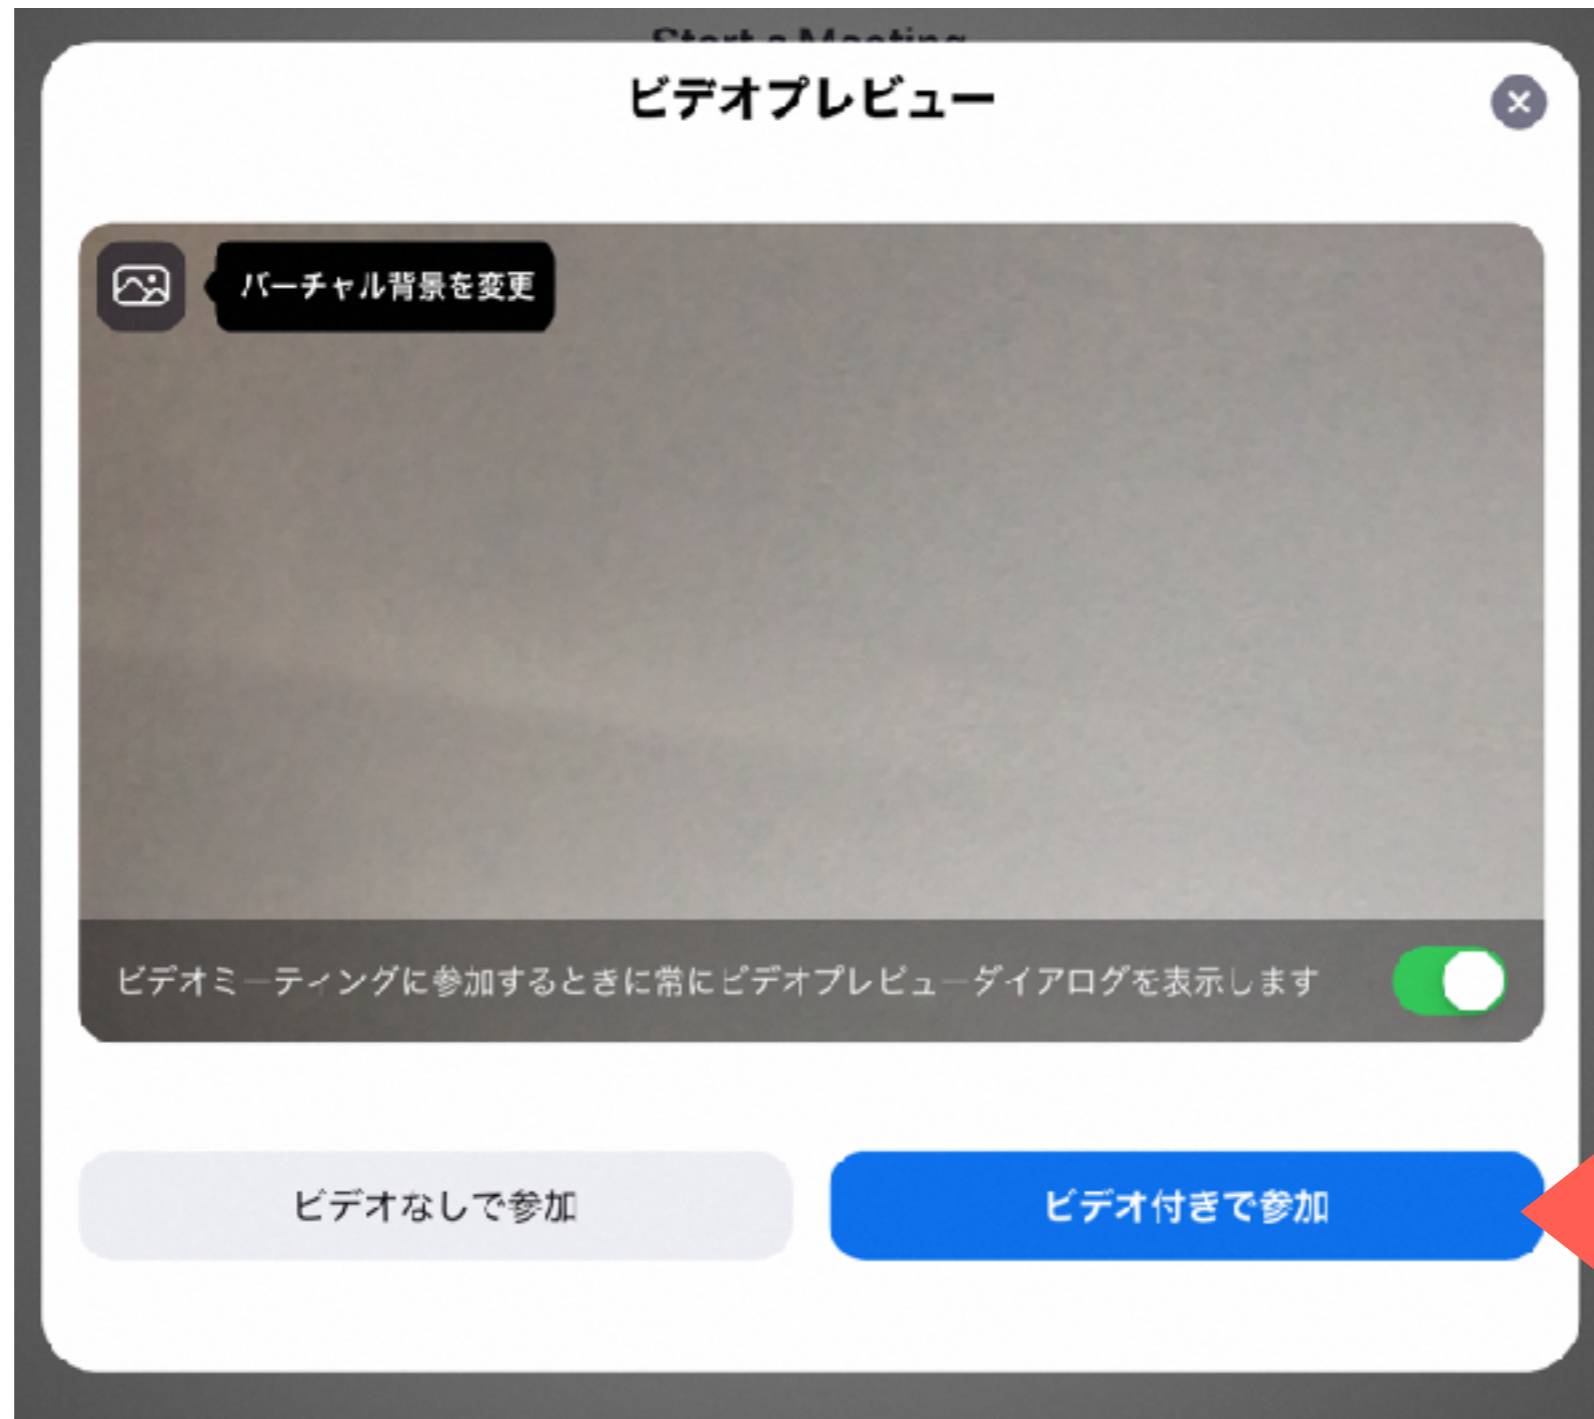 Start a Meeting
ビデオプレビュー
バーチャル背景を変更
ビデオミーティングに参加するときに常にビデオプレビューダイアログを表示します
ビデオなしで参加
ビデオ付きで参加